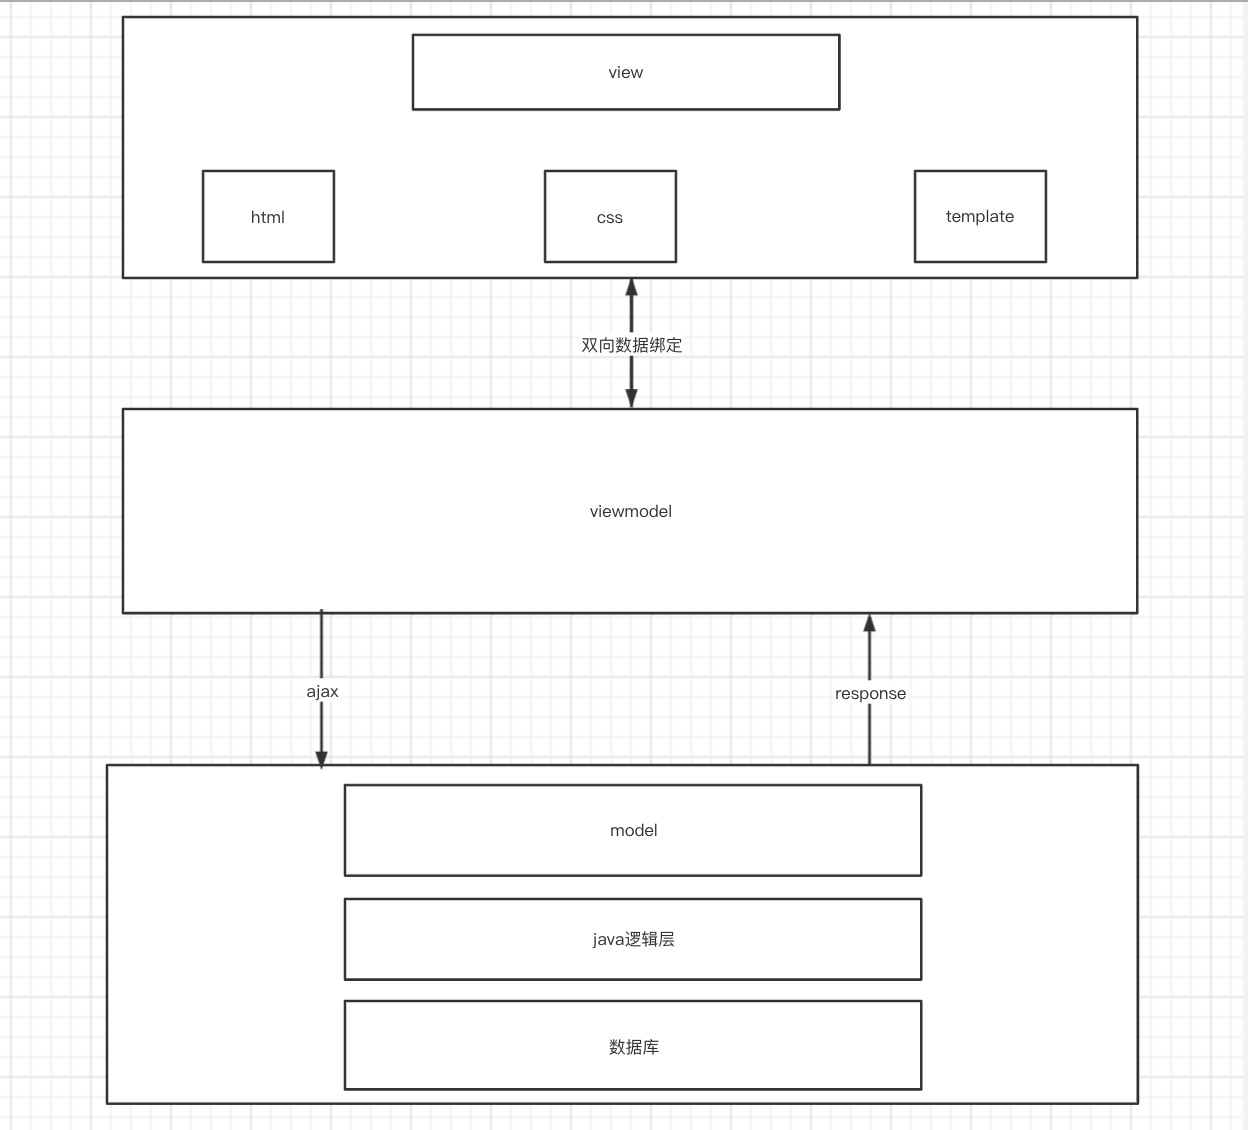 view
html
css
template
双向数据绑定
viewmodel
ajax
response
model
java逻辑层
数据库